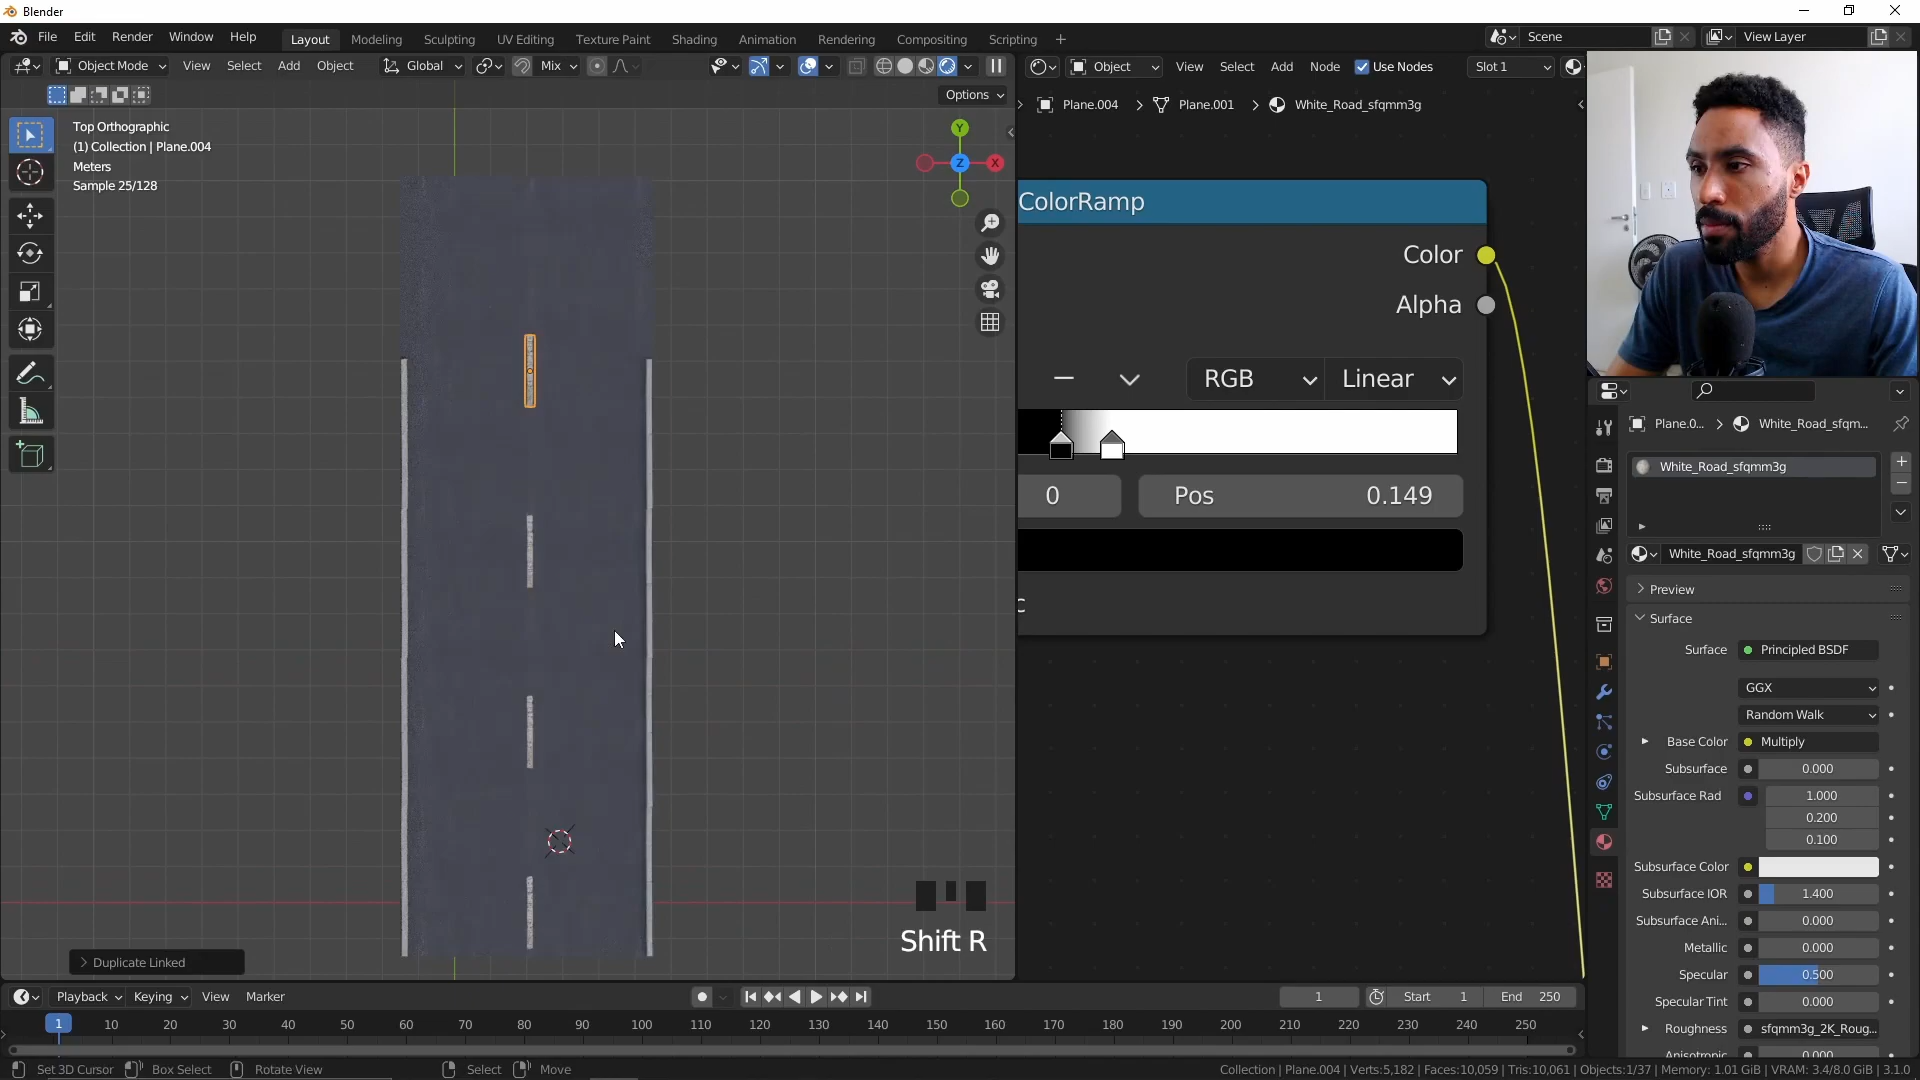 Blender
File Edit Render Window Help
Layout Modeling Sculpting UV Editing Texture Paint Shading Animation Rendering Compositing Scripting
Scene View Layer
Object Mode View Select Add Object Global Mix
Object View Select Add Node Use Nodes Slot 1
Options
Top Orthographic
(1) Collection | Plane.004
Meters
Sample 25/128
Y
X
Z
Plane.004 Plane.001 White_Road_sfqmm3g
ColorRamp
Color
Alpha
RGB Linear
0 Pos 0.149
Shift R
Duplicate Linked
Plane.0... White_Road_sfqm...
White_Road_sfqmm3g
White_Road_sfqmm3g
Preview
Surface
Surface Principled BSDF
GGX
Random Walk
Base Color Multiply
Subsurface 0.000
Subsurface Rad 1.000
0.200
0.100
Subsurface Color
Subsurface IOR 1.400
Subsurface Ani... 0.000
Metallic 0.000
Specular 0.500
Specular Tint 0.000
Roughness sfqmm3g_2K_Roug...
Anisotropic 0.000
Playback Keying View Marker
1 Start 1 End 250
1 10 20 30 40 50 60 70 80 90 100 110 120 130 140 150 160 170 180 190 200 210 220 230 240 250
Set 3D Cursor Box Select Rotate View Select Move
Collection | Plane.004 | Verts:5,182 | Faces:10,059 | Tris:10,061 | Objects:1/37 | Memory: 1.01 GiB | VRAM: 3.4/8.0 GiB | 3.1.0